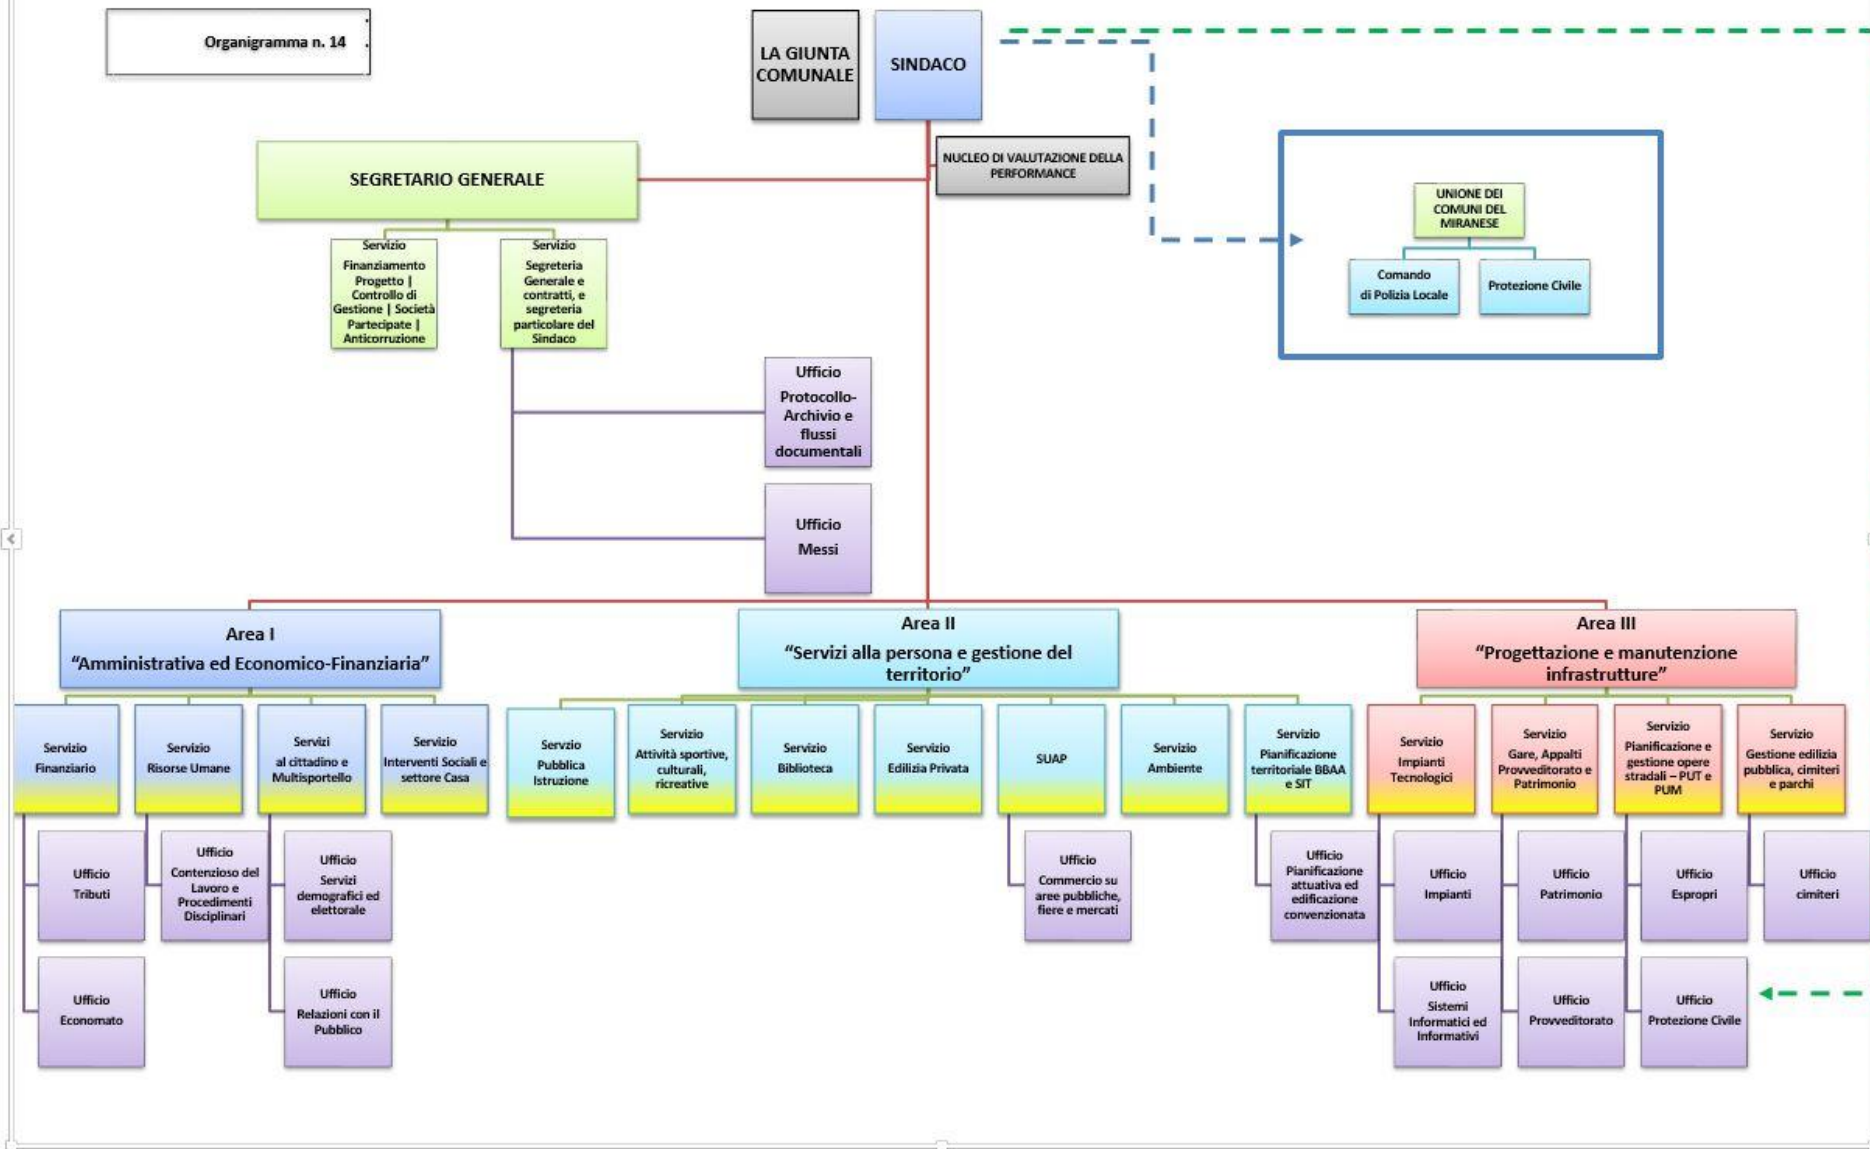 Organigramma n. 14
LA GIUNTA
COMUNALE
SINDACO
NUCLEO DI VALUTAZIONE DELLA
PERFORMANCE
SEGRETARIO GENERALE
UNIONE DEI
COMUNI DEL
MIRANESE
Comando
di Polizia Locale
Protezione Civile
Servizio
Finanziamento
Progetto |
Controllo di
Gestione | Società
Partecipate |
Anticorruzione
Servizio
Segreteria
Generale e
contratti, e
segreteria
particolare del
Sindaco
Ufficio
Protocollo-
Archivio e
flussi
documentali
Ufficio
Messi
Area I
“Amministrativa ed Economico-Finanziaria”
Area II
“Servizi alla persona e gestione del
territorio”
Area III
“Progettazione e manutenzione
infrastrutture”
Servizio
Finanziario
Servizio
Risorse Umane
Servizi
al cittadino e
Multisportello
Servizio
Interventi Sociali e
settore Casa
Servzio
Pubblica
Istruzione
Servizio
Attività sportive,
culturali,
ricreative
Servizio
Biblioteca
Servizio
Edilizia Privata
SUAP
Servizio
Ambiente
Servizio
Pianificazione
territoriale BBAA
e SIT
Servizio
Impianti
Tecnologici
Servizio
Gare, Appalti
Provveditorato e
Patrimonio
Servizio
Pianificazione e
gestione opere
stradali – PUT e
PUM
Servizio
Gestione edilizia
pubblica, cimiteri
e parchi
Ufficio
Tributi
Ufficio
Contenzioso del
Lavoro e
Procedimenti
Disciplinari
Ufficio
Servizi
demografici ed
elettorale
Ufficio
Commercio su
aree pubbliche,
fiere e mercati
Ufficio
Pianificazione
attuativa ed
edificazione
convenzionata
Ufficio
Impianti
Ufficio
Patrimonio
Ufficio
Espropri
Ufficio
cimiteri
Ufficio
Economato
Ufficio
Relazioni con il
Pubblico
Ufficio
Sistemi
Informatici ed
Informativi
Ufficio
Provveditorato
Ufficio
Protezione Civile